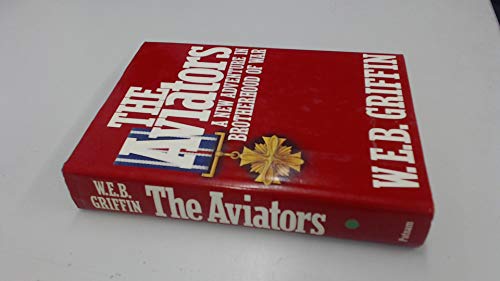 THE
Aviators
A NEW ADVENTURE IN
BROTHERHOOD OF WAR
W.E.B. GRIFFIN
W.E.B.
GRIFFIN
The Aviators
Putnam